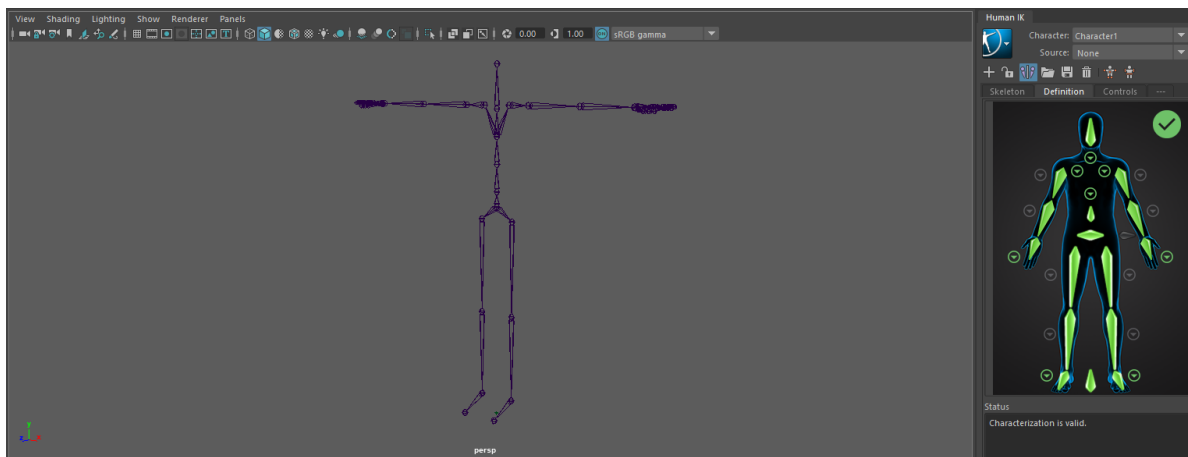 View Shading Lighting Show Renderer Panels
0.00 1.00 sRGB gamma
persp
y
z x
Human IK
Character: Character1
Source: None
Skeleton Definition Controls ---
Status
Characterization is valid.